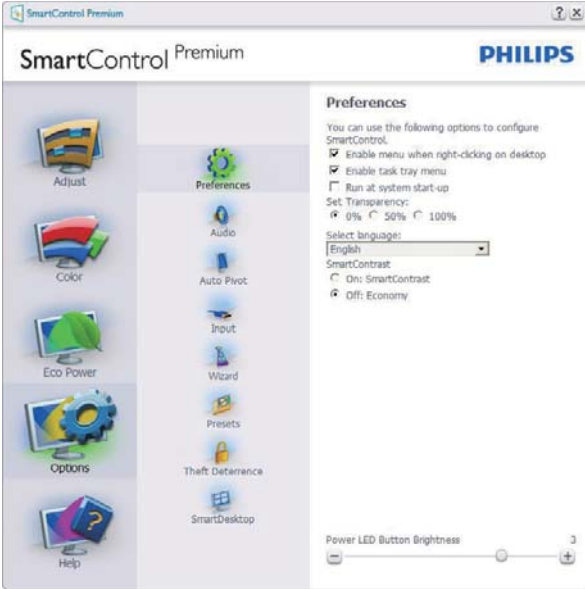 SmartControl Premium
SmartControl Premium
PHILIPS
Adjust
Color
Eco Power
Options
Help
Preferences
Audio
Auto Pivot
Input
Wizard
Presets
Theft Deterrence
SmartDesktop
Preferences
You can use the following options to configure
SmartControl.
Enable menu when right-clicking on desktop
Enable task tray menu
Run at system start-up
Set Transparency:
0% 50% 100%
Select language:
English
SmartContrast
On: SmartContrast
Off: Economy
Power LED Button Brightness 3